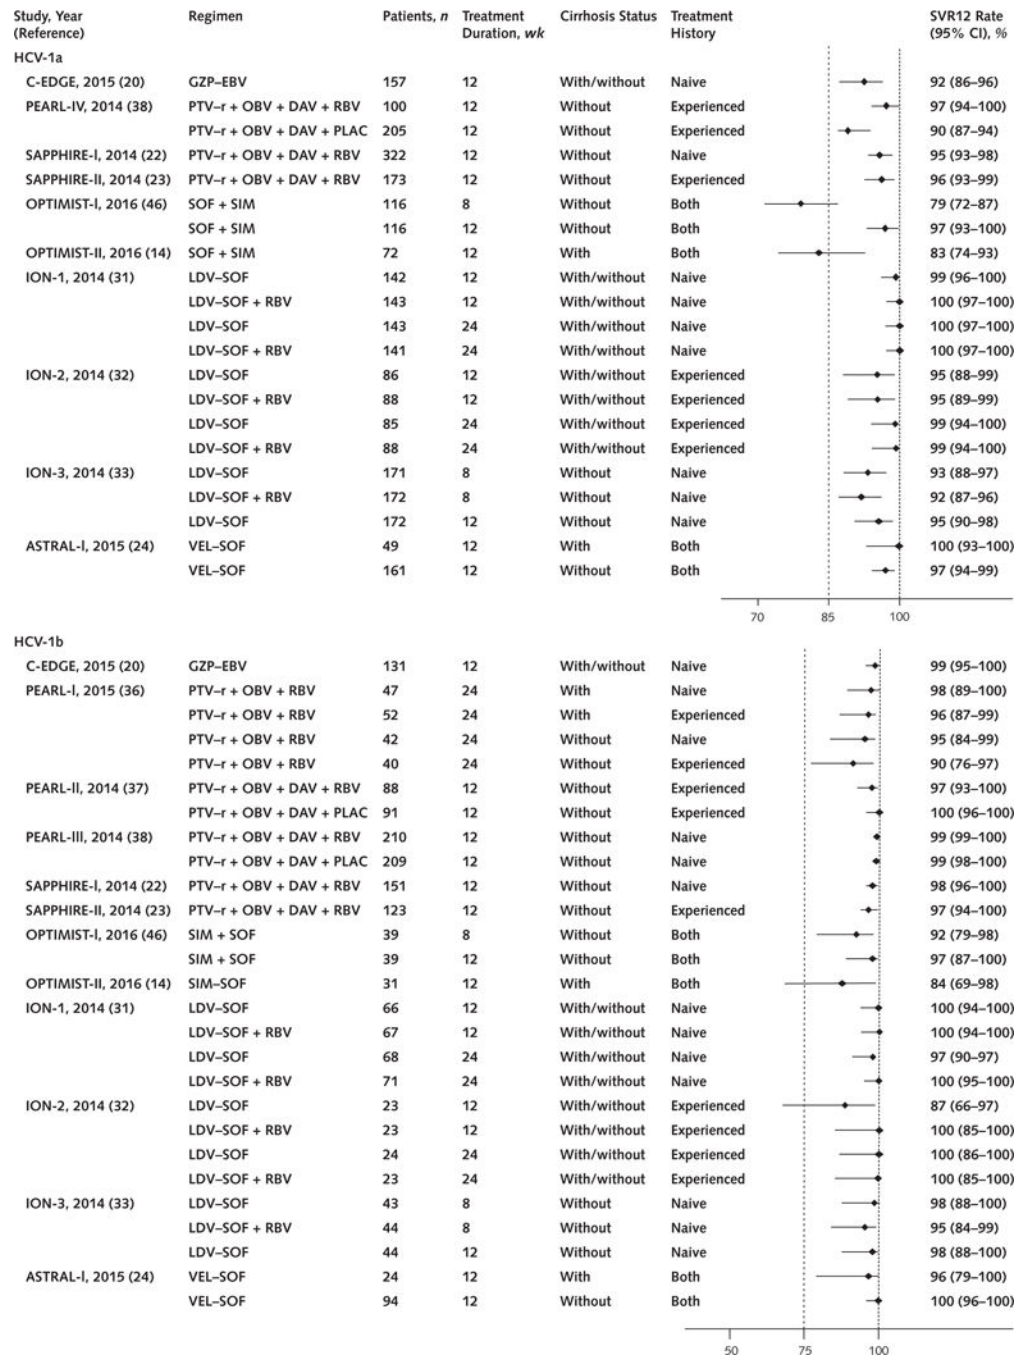 Study, Year (Reference) Regimen Patients, n Treatment Duration, wk Cirrhosis Status Treatment History SVR12 Rate (95% CI), %
HCV-1a
C-EDGE, 2015 (20) GZP–EBV 157 12 With/without Naive 92 (86–96)
PEARL-IV, 2014 (38) PTV–r + OBV + DAV + RBV 100 12 Without Experienced 97 (94–100)
PTV–r + OBV + DAV + PLAC 205 12 Without Experienced 90 (87–94)
SAPPHIRE-I, 2014 (22) PTV–r + OBV + DAV + RBV 322 12 Without Naive 95 (93–98)
SAPPHIRE-II, 2014 (23) PTV–r + OBV + DAV + RBV 173 12 Without Experienced 96 (93–99)
OPTIMIST-I, 2016 (46) SOF + SIM 116 8 Without Both 79 (72–87)
SOF + SIM 116 12 Without Both 97 (93–100)
OPTIMIST-II, 2016 (14) SOF + SIM 72 12 With Both 83 (74–93)
ION-1, 2014 (31) LDV–SOF 142 12 With/without Naive 99 (96–100)
LDV–SOF + RBV 143 12 With/without Naive 100 (97–100)
LDV–SOF 143 24 With/without Naive 100 (97–100)
LDV–SOF + RBV 141 24 With/without Naive 100 (97–100)
ION-2, 2014 (32) LDV–SOF 86 12 With/without Experienced 95 (88–99)
LDV–SOF + RBV 88 12 With/without Experienced 95 (89–99)
LDV–SOF 85 24 With/without Experienced 99 (94–100)
LDV–SOF + RBV 88 24 With/without Experienced 99 (94–100)
ION-3, 2014 (33) LDV–SOF 171 8 Without Naive 93 (88–97)
LDV–SOF + RBV 172 8 Without Naive 92 (87–96)
LDV–SOF 172 12 Without Naive 95 (90–98)
ASTRAL-I, 2015 (24) VEL–SOF 49 12 With Both 100 (93–100)
VEL–SOF 161 12 Without Both 97 (94–99)
70 85 100
HCV-1b
C-EDGE, 2015 (20) GZP–EBV 131 12 With/without Naive 99 (95–100)
PEARL-I, 2015 (36) PTV–r + OBV + RBV 47 24 With Naive 98 (89–100)
PTV–r + OBV + RBV 52 24 With Experienced 96 (87–99)
PTV–r + OBV + RBV 42 24 Without Naive 95 (84–99)
PTV–r + OBV + RBV 40 24 Without Experienced 90 (76–97)
PEARL-II, 2014 (37) PTV–r + OBV + DAV + RBV 88 12 Without Experienced 97 (93–100)
PTV–r + OBV + DAV + PLAC 91 12 Without Experienced 100 (96–100)
PEARL-III, 2014 (38) PTV–r + OBV + DAV + RBV 210 12 Without Naive 99 (99–100)
PTV–r + OBV + DAV + PLAC 209 12 Without Naive 99 (98–100)
SAPPHIRE-I, 2014 (22) PTV–r + OBV + DAV + RBV 151 12 Without Naive 98 (96–100)
SAPPHIRE-II, 2014 (23) PTV–r + OBV + DAV + RBV 123 12 Without Experienced 97 (94–100)
OPTIMIST-I, 2016 (46) SIM + SOF 39 8 Without Both 92 (79–98)
SIM + SOF 39 12 Without Both 97 (87–100)
OPTIMIST-II, 2016 (14) SIM–SOF 31 12 With Both 84 (69–98)
ION-1, 2014 (31) LDV–SOF 66 12 With/without Naive 100 (94–100)
LDV–SOF + RBV 67 12 With/without Naive 100 (94–100)
LDV–SOF 68 24 With/without Naive 97 (90–97)
LDV–SOF + RBV 71 24 With/without Naive 100 (95–100)
ION-2, 2014 (32) LDV–SOF 23 12 With/without Experienced 87 (66–97)
LDV–SOF + RBV 23 12 With/without Experienced 100 (85–100)
LDV–SOF 24 24 With/without Experienced 100 (86–100)
LDV–SOF + RBV 23 24 With/without Experienced 100 (85–100)
ION-3, 2014 (33) LDV–SOF 43 8 Without Naive 98 (88–100)
LDV–SOF + RBV 44 8 Without Naive 95 (84–99)
LDV–SOF 44 12 Without Naive 98 (88–100)
ASTRAL-I, 2015 (24) VEL–SOF 24 12 With Both 96 (79–100)
VEL–SOF 94 12 Without Both 100 (96–100)
50 75 100